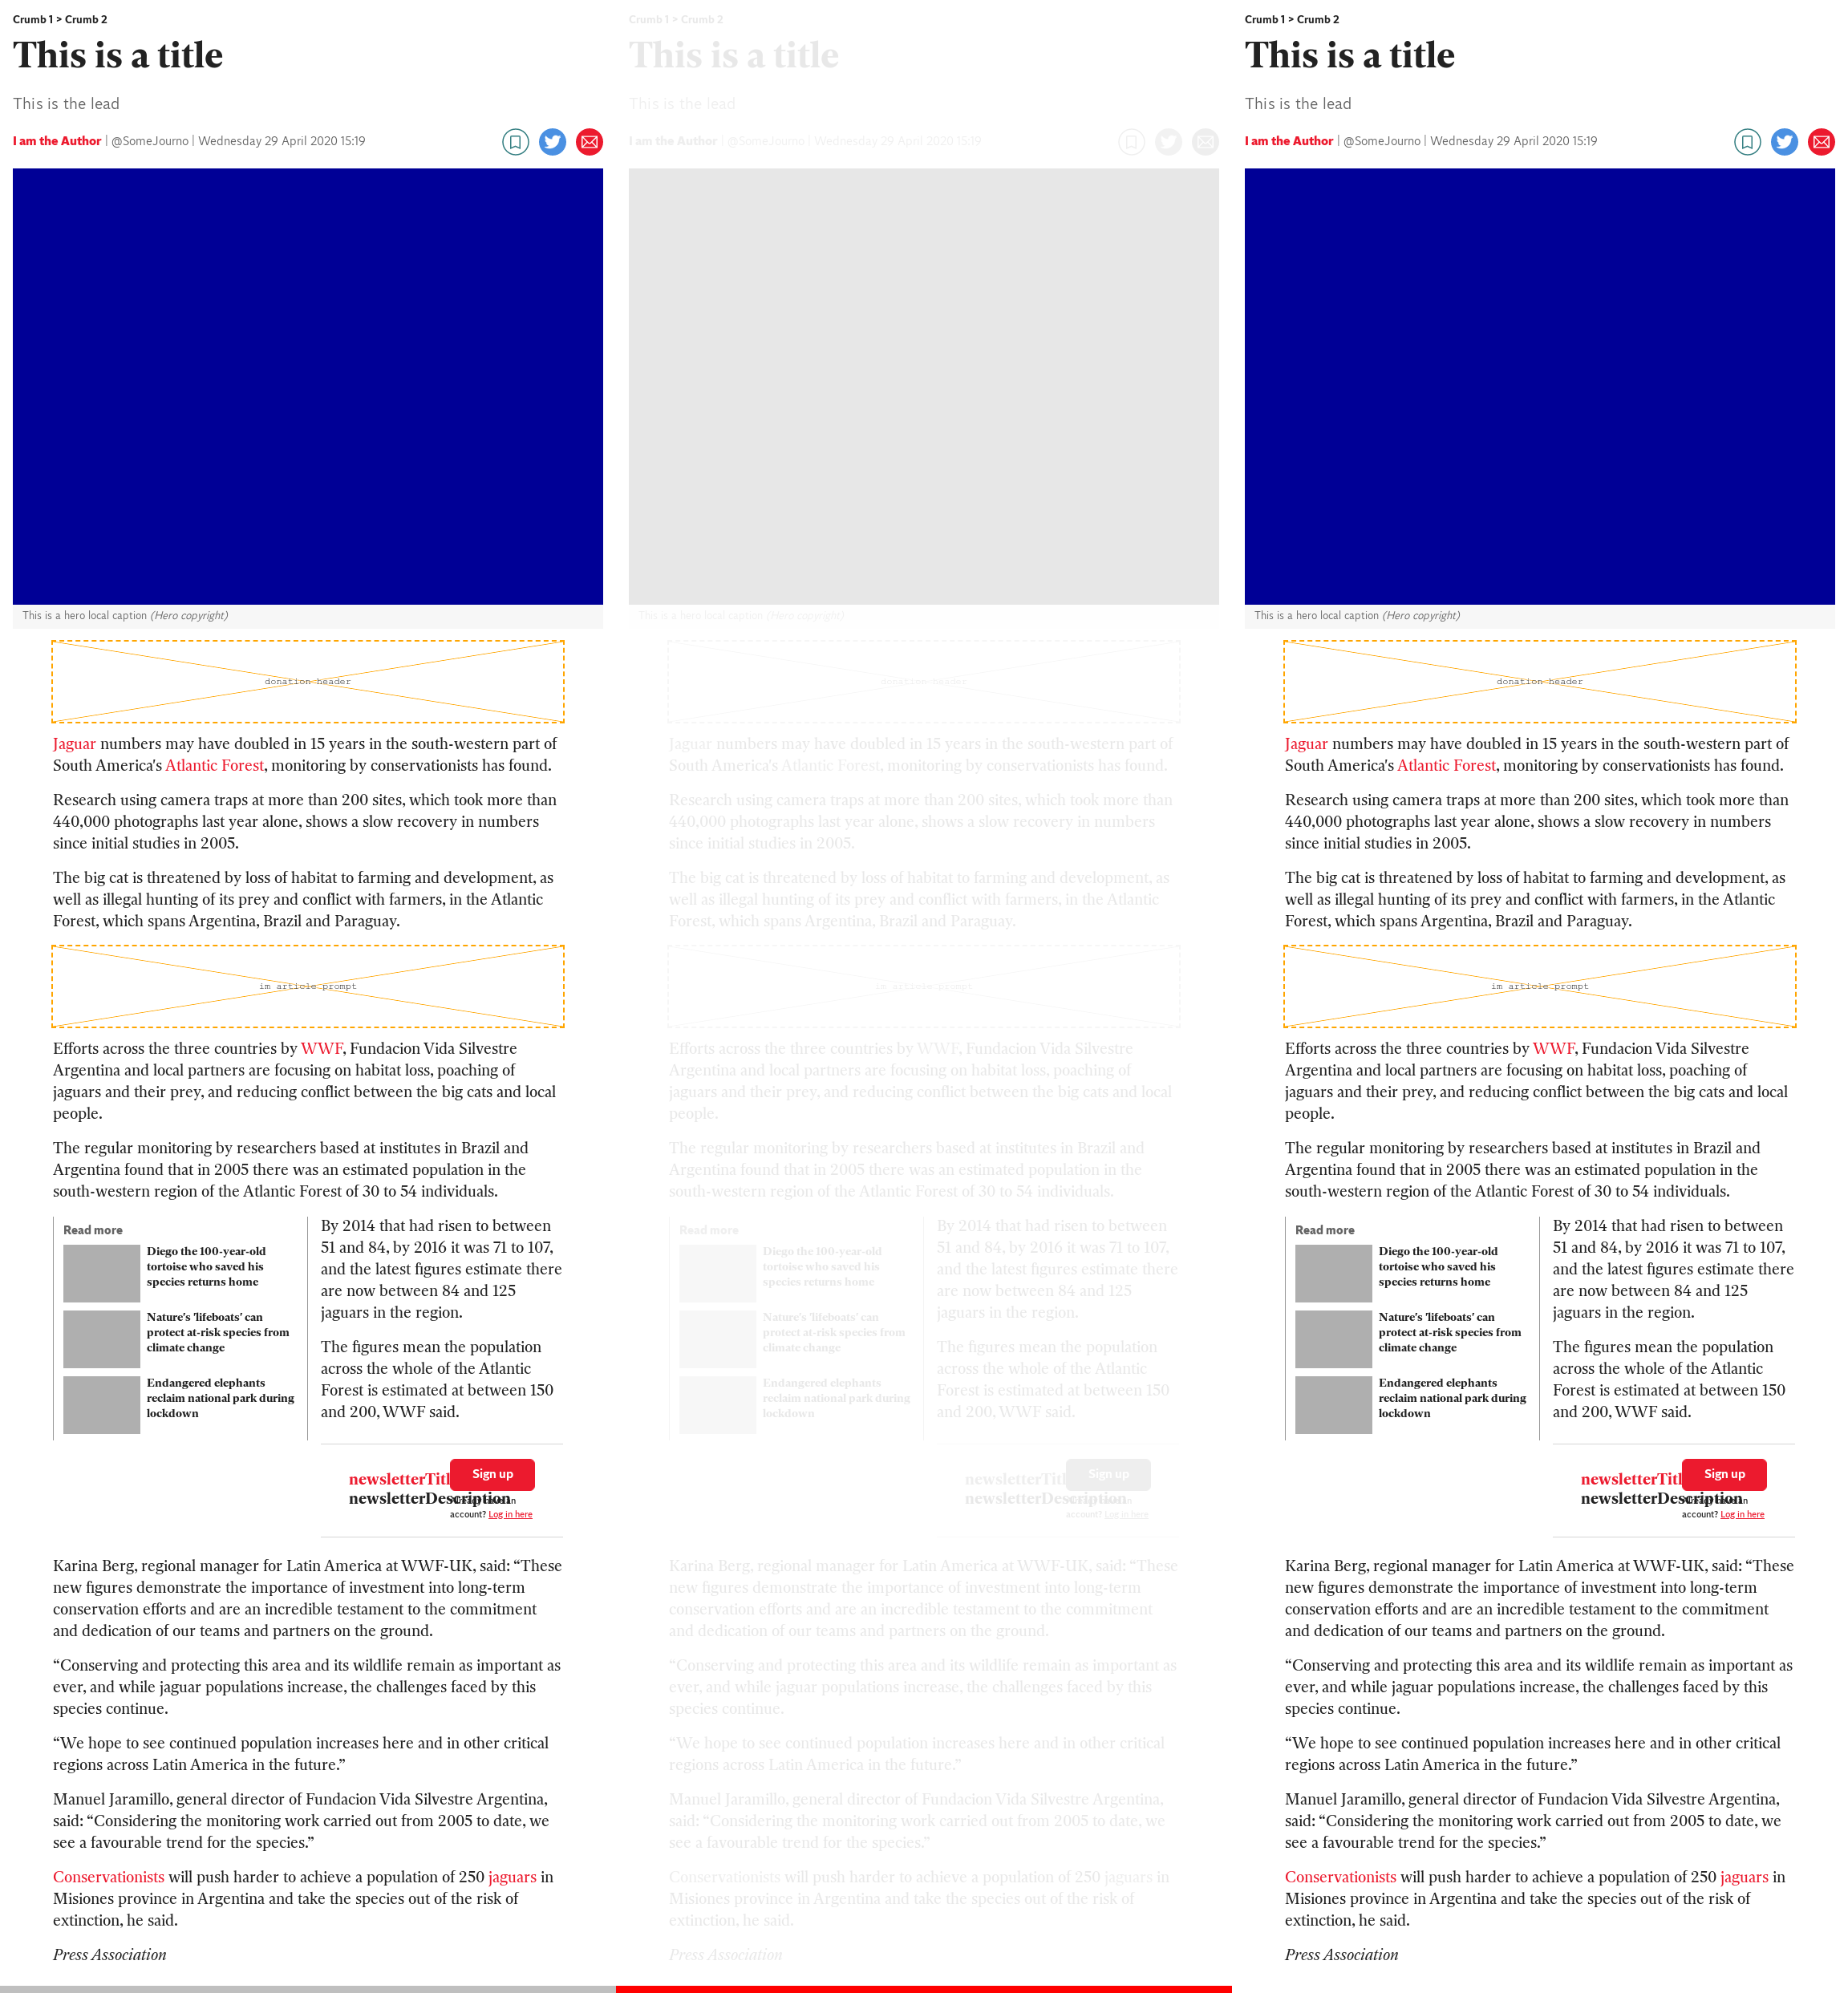 Crumb 1 > Crumb 2
This is a title
This is the lead
I am the Author | @SomeJourno | Wednesday 29 April 2020 15:19
This is a hero local caption (Hero copyright)
donation header
Jaguar numbers may have doubled in 15 years in the south-western part of
South America's Atlantic Forest, monitoring by conservationists has found.
Research using camera traps at more than 200 sites, which took more than
440,000 photographs last year alone, shows a slow recovery in numbers
since initial studies in 2005.
The big cat is threatened by loss of habitat to farming and development, as
well as illegal hunting of its prey and conflict with farmers, in the Atlantic
Forest, which spans Argentina, Brazil and Paraguay.
im article prompt
Efforts across the three countries by WWF, Fundacion Vida Silvestre
Argentina and local partners are focusing on habitat loss, poaching of
jaguars and their prey, and reducing conflict between the big cats and local
people.
The regular monitoring by researchers based at institutes in Brazil and
Argentina found that in 2005 there was an estimated population in the
south-western region of the Atlantic Forest of 30 to 54 individuals.
Read more
Diego the 100-year-old
tortoise who saved his
species returns home
Nature's 'lifeboats' can
protect at-risk species from
climate change
Endangered elephants
reclaim national park during
lockdown
By 2014 that had risen to between
51 and 84, by 2016 it was 71 to 107,
and the latest figures estimate there
are now between 84 and 125
jaguars in the region.
The figures mean the population
across the whole of the Atlantic
Forest is estimated at between 150
and 200, WWF said.
newsletterTitl
newsletterDescription
Sign up
Already have an
account? Log in here
Karina Berg, regional manager for Latin America at WWF-UK, said: “These
new figures demonstrate the importance of investment into long-term
conservation efforts and are an incredible testament to the commitment
and dedication of our teams and partners on the ground.
“Conserving and protecting this area and its wildlife remain as important as
ever, and while jaguar populations increase, the challenges faced by this
species continue.
“We hope to see continued population increases here and in other critical
regions across Latin America in the future.”
Manuel Jaramillo, general director of Fundacion Vida Silvestre Argentina,
said: “Considering the monitoring work carried out from 2005 to date, we
see a favourable trend for the species.”
Conservationists will push harder to achieve a population of 250 jaguars in
Misiones province in Argentina and take the species out of the risk of
extinction, he said.
Press Association
Crumb 1 > Crumb 2
This is a title
This is the lead
I am the Author | @SomeJourno | Wednesday 29 April 2020 15:19
This is a hero local caption (Hero copyright)
donation header
Jaguar numbers may have doubled in 15 years in the south-western part of
South America's Atlantic Forest, monitoring by conservationists has found.
Research using camera traps at more than 200 sites, which took more than
440,000 photographs last year alone, shows a slow recovery in numbers
since initial studies in 2005.
The big cat is threatened by loss of habitat to farming and development, as
well as illegal hunting of its prey and conflict with farmers, in the Atlantic
Forest, which spans Argentina, Brazil and Paraguay.
im article prompt
Efforts across the three countries by WWF, Fundacion Vida Silvestre
Argentina and local partners are focusing on habitat loss, poaching of
jaguars and their prey, and reducing conflict between the big cats and local
people.
The regular monitoring by researchers based at institutes in Brazil and
Argentina found that in 2005 there was an estimated population in the
south-western region of the Atlantic Forest of 30 to 54 individuals.
Read more
Diego the 100-year-old
tortoise who saved his
species returns home
Nature's 'lifeboats' can
protect at-risk species from
climate change
Endangered elephants
reclaim national park during
lockdown
By 2014 that had risen to between
51 and 84, by 2016 it was 71 to 107,
and the latest figures estimate there
are now between 84 and 125
jaguars in the region.
The figures mean the population
across the whole of the Atlantic
Forest is estimated at between 150
and 200, WWF said.
newsletterTitl
newsletterDescription
Sign up
Already have an
account? Log in here
Karina Berg, regional manager for Latin America at WWF-UK, said: “These
new figures demonstrate the importance of investment into long-term
conservation efforts and are an incredible testament to the commitment
and dedication of our teams and partners on the ground.
“Conserving and protecting this area and its wildlife remain as important as
ever, and while jaguar populations increase, the challenges faced by this
species continue.
“We hope to see continued population increases here and in other critical
regions across Latin America in the future.”
Manuel Jaramillo, general director of Fundacion Vida Silvestre Argentina,
said: “Considering the monitoring work carried out from 2005 to date, we
see a favourable trend for the species.”
Conservationists will push harder to achieve a population of 250 jaguars in
Misiones province in Argentina and take the species out of the risk of
extinction, he said.
Press Association
Crumb 1 > Crumb 2
This is a title
This is the lead
I am the Author | @SomeJourno | Wednesday 29 April 2020 15:19
This is a hero local caption (Hero copyright)
donation header
Jaguar numbers may have doubled in 15 years in the south-western part of
South America's Atlantic Forest, monitoring by conservationists has found.
Research using camera traps at more than 200 sites, which took more than
440,000 photographs last year alone, shows a slow recovery in numbers
since initial studies in 2005.
The big cat is threatened by loss of habitat to farming and development, as
well as illegal hunting of its prey and conflict with farmers, in the Atlantic
Forest, which spans Argentina, Brazil and Paraguay.
im article prompt
Efforts across the three countries by WWF, Fundacion Vida Silvestre
Argentina and local partners are focusing on habitat loss, poaching of
jaguars and their prey, and reducing conflict between the big cats and local
people.
The regular monitoring by researchers based at institutes in Brazil and
Argentina found that in 2005 there was an estimated population in the
south-western region of the Atlantic Forest of 30 to 54 individuals.
Read more
Diego the 100-year-old
tortoise who saved his
species returns home
Nature's 'lifeboats' can
protect at-risk species from
climate change
Endangered elephants
reclaim national park during
lockdown
By 2014 that had risen to between
51 and 84, by 2016 it was 71 to 107,
and the latest figures estimate there
are now between 84 and 125
jaguars in the region.
The figures mean the population
across the whole of the Atlantic
Forest is estimated at between 150
and 200, WWF said.
newsletterTitl
newsletterDescription
Sign up
Already have an
account? Log in here
Karina Berg, regional manager for Latin America at WWF-UK, said: “These
new figures demonstrate the importance of investment into long-term
conservation efforts and are an incredible testament to the commitment
and dedication of our teams and partners on the ground.
“Conserving and protecting this area and its wildlife remain as important as
ever, and while jaguar populations increase, the challenges faced by this
species continue.
“We hope to see continued population increases here and in other critical
regions across Latin America in the future.”
Manuel Jaramillo, general director of Fundacion Vida Silvestre Argentina,
said: “Considering the monitoring work carried out from 2005 to date, we
see a favourable trend for the species.”
Conservationists will push harder to achieve a population of 250 jaguars in
Misiones province in Argentina and take the species out of the risk of
extinction, he said.
Press Association